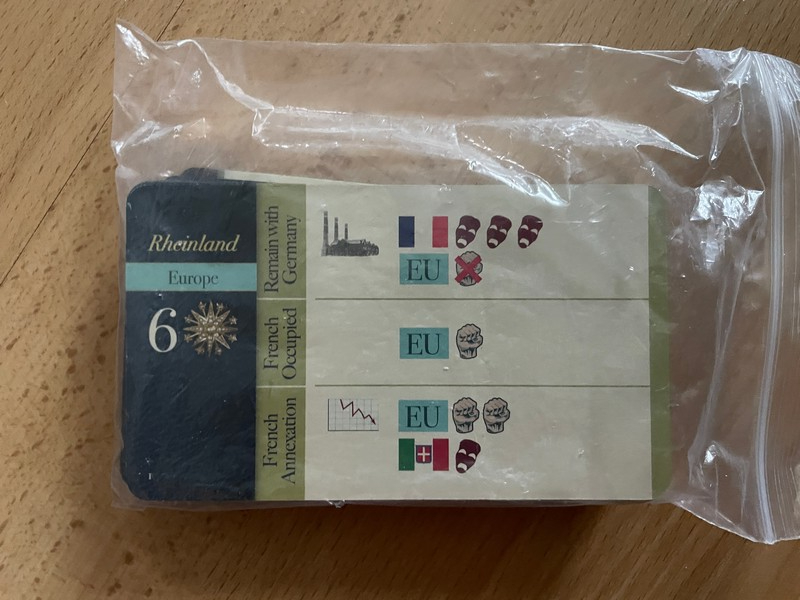 Rheinland
Europe
6
Remain with
Germany
EU
French
Occupied
EU
French
Annexation
EU